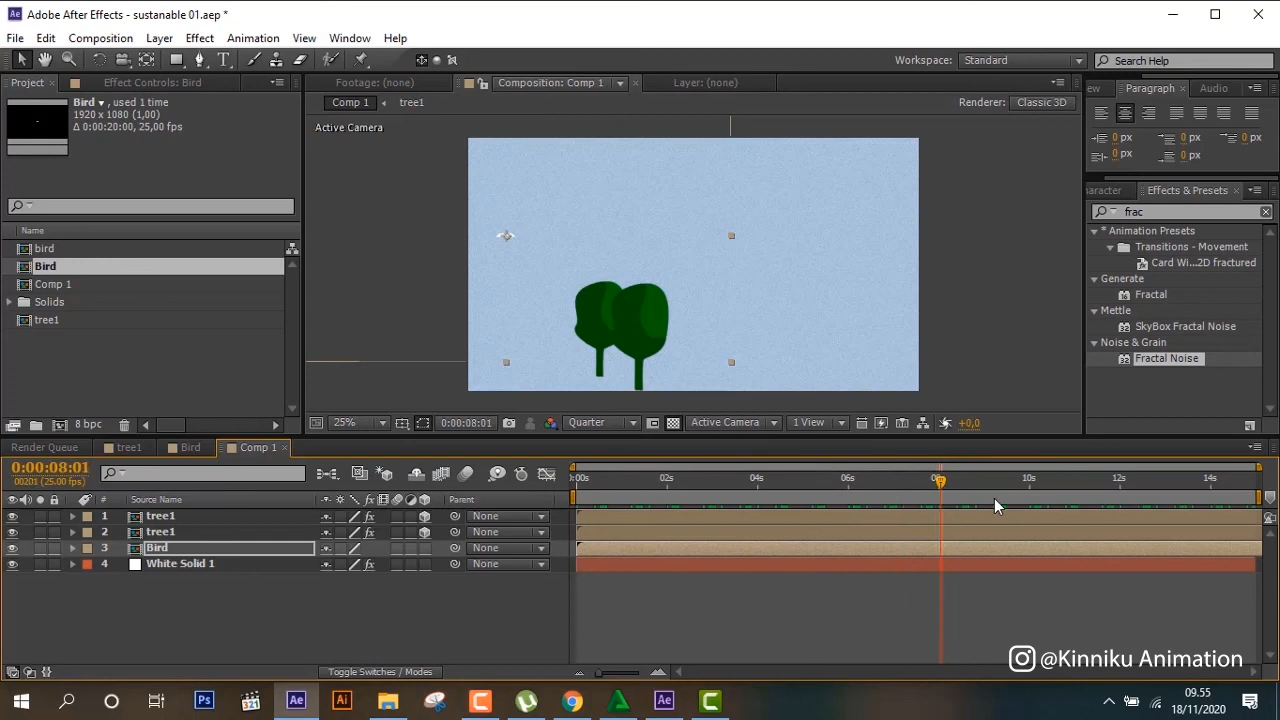 Adobe After Effects - sustanable 01.aep *
File Edit Composition Layer Effect Animation View Window Help
Workspace: Standard Search Help
Project Effect Controls: Bird Footage: (none) Composition: Comp 1 Layer: (none) Paragraph Audio
Bird, used 1 time
1920 x 1080 (1,00)
Δ 0:00:20:00, 25,00 fps
Comp 1 tree1 Renderer: Classic 3D
Active Camera
0 px 0 px 0 px
0 px 0 px
Effects & Presets
frac
Name
bird
Bird
Comp 1
Solids
tree1
* Animation Presets
Transitions - Movement
Card Wi...2D fractured
Generate
Fractal
Mettle
SkyBox Fractal Noise
Noise & Grain
Fractal Noise
8 bpc
25% 0:00:08:01 Quarter Active Camera 1 View +0,0
Render Queue tree1 Bird Comp 1
0:00:08:01
00201 (25.00 fps)
02s 04s 06s 10s 12s 14s
# Source Name Parent
1 tree1 None
2 tree1 None
3 Bird None
4 White Solid 1 None
Toggle Switches / Modes
@Kinniku Animation
09.55
18/11/2020